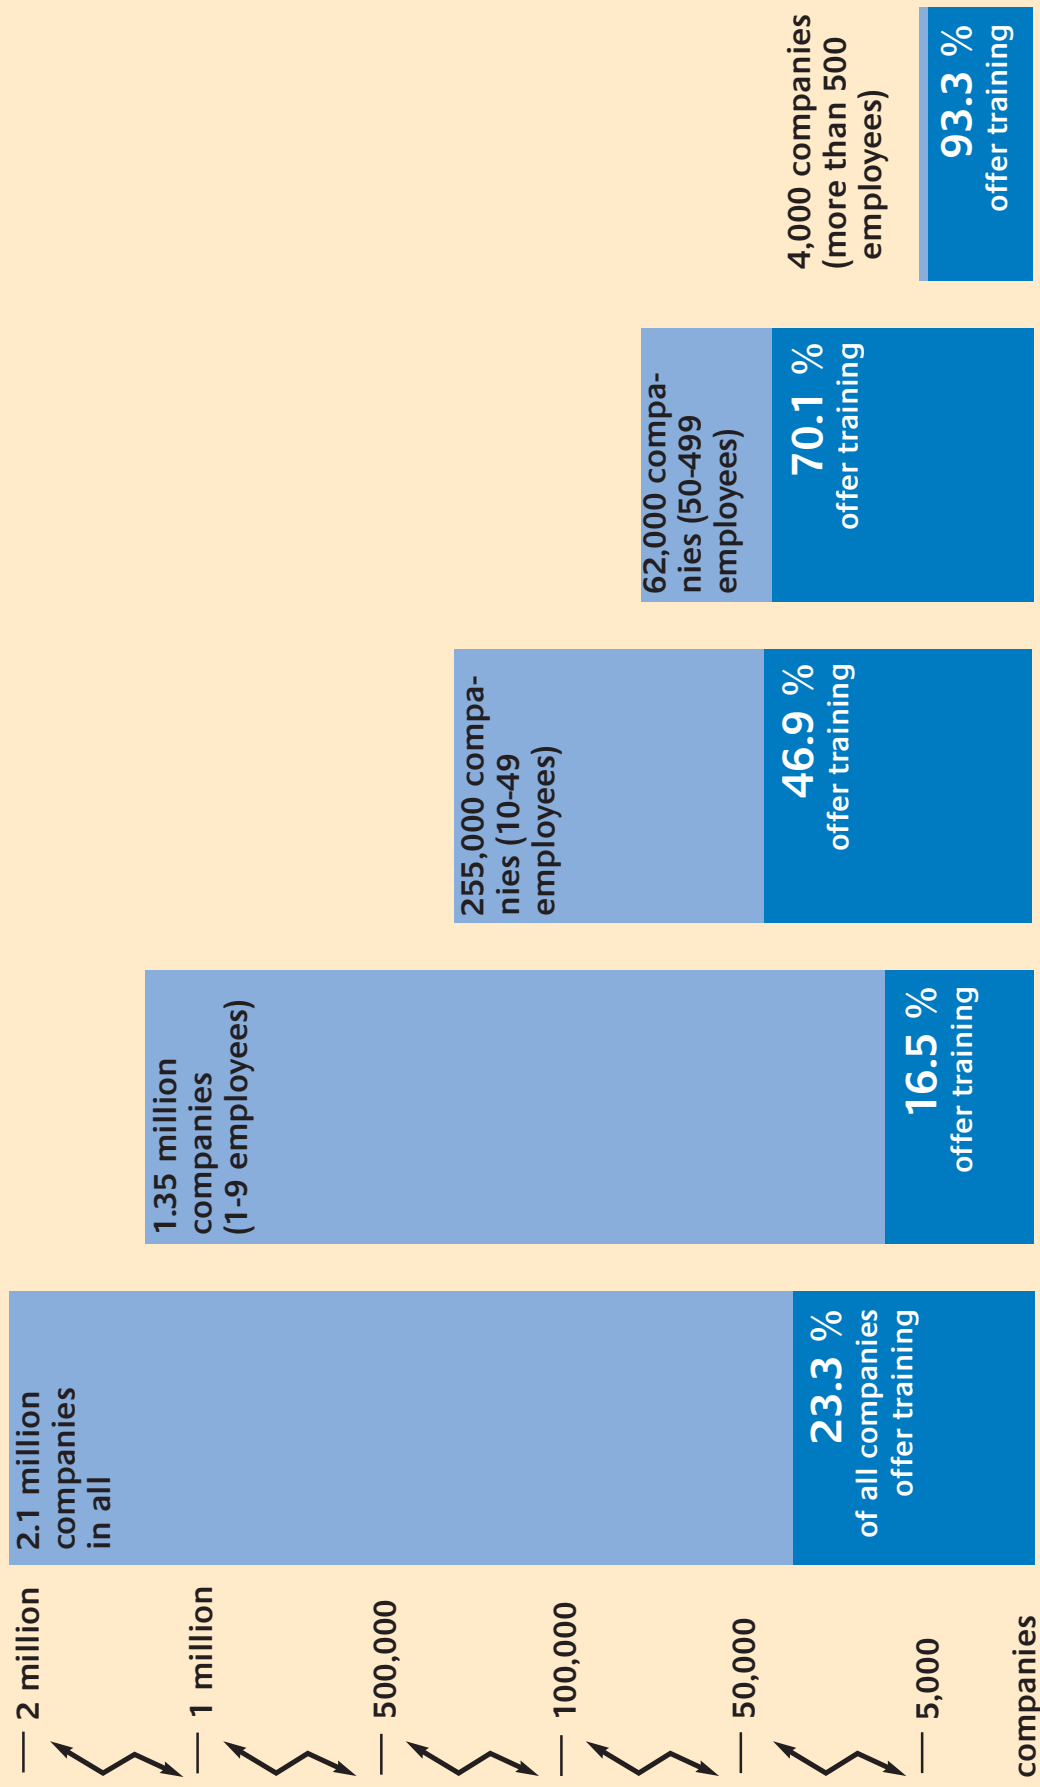 2 million
1 million
500,000
100,000
50,000
5,000
companies
2.1 million
companies
in all
23.3 %
of all companies
offer training
1.35 million
companies
(1-9 employees)
16.5 %
offer training
255,000 compa-
nies (10-49
employees)
46.9 %
offer training
62,000 compa-
nies (50-499
employees)
70.1 %
offer training
4,000 companies
(more than 500
employees)
93.3 %
offer training